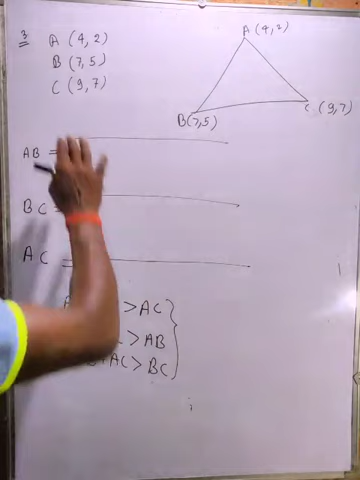 3 A (4,2)
B (7,5)
C (9,7)
A (4,2)
B(7,5)
C (9,7)
AB =
BC =
AC =
> AC
> AB
AC > BC